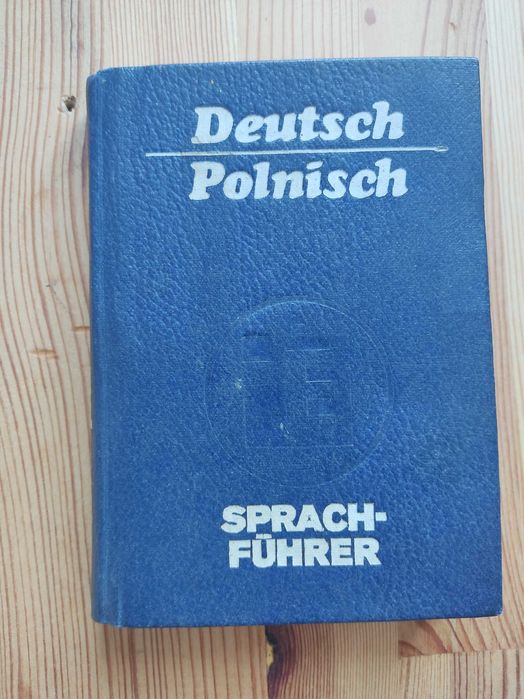 Deutsch
Polnisch
SPRACH-
FÜHRER